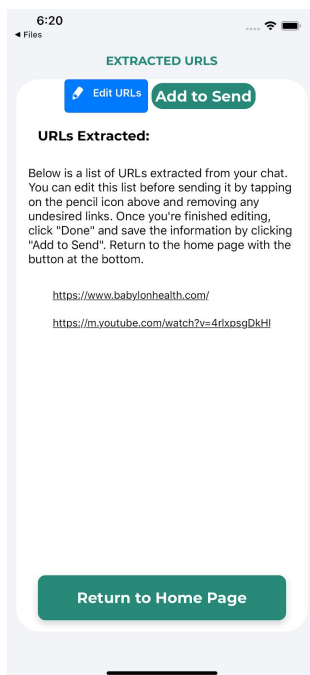 6:20
◀ Files
EXTRACTED URLS
Edit URLs
Add to Send
URLs Extracted:
Below is a list of URLs extracted from your chat.
You can edit this list before sending it by tapping
on the pencil icon above and removing any
undesired links. Once you're finished editing,
click "Done" and save the information by clicking
"Add to Send". Return to the home page with the
button at the bottom.
https://www.babylonhealth.com/
https://m.youtube.com/watch?v=4rlxpsgDkHI
Return to Home Page